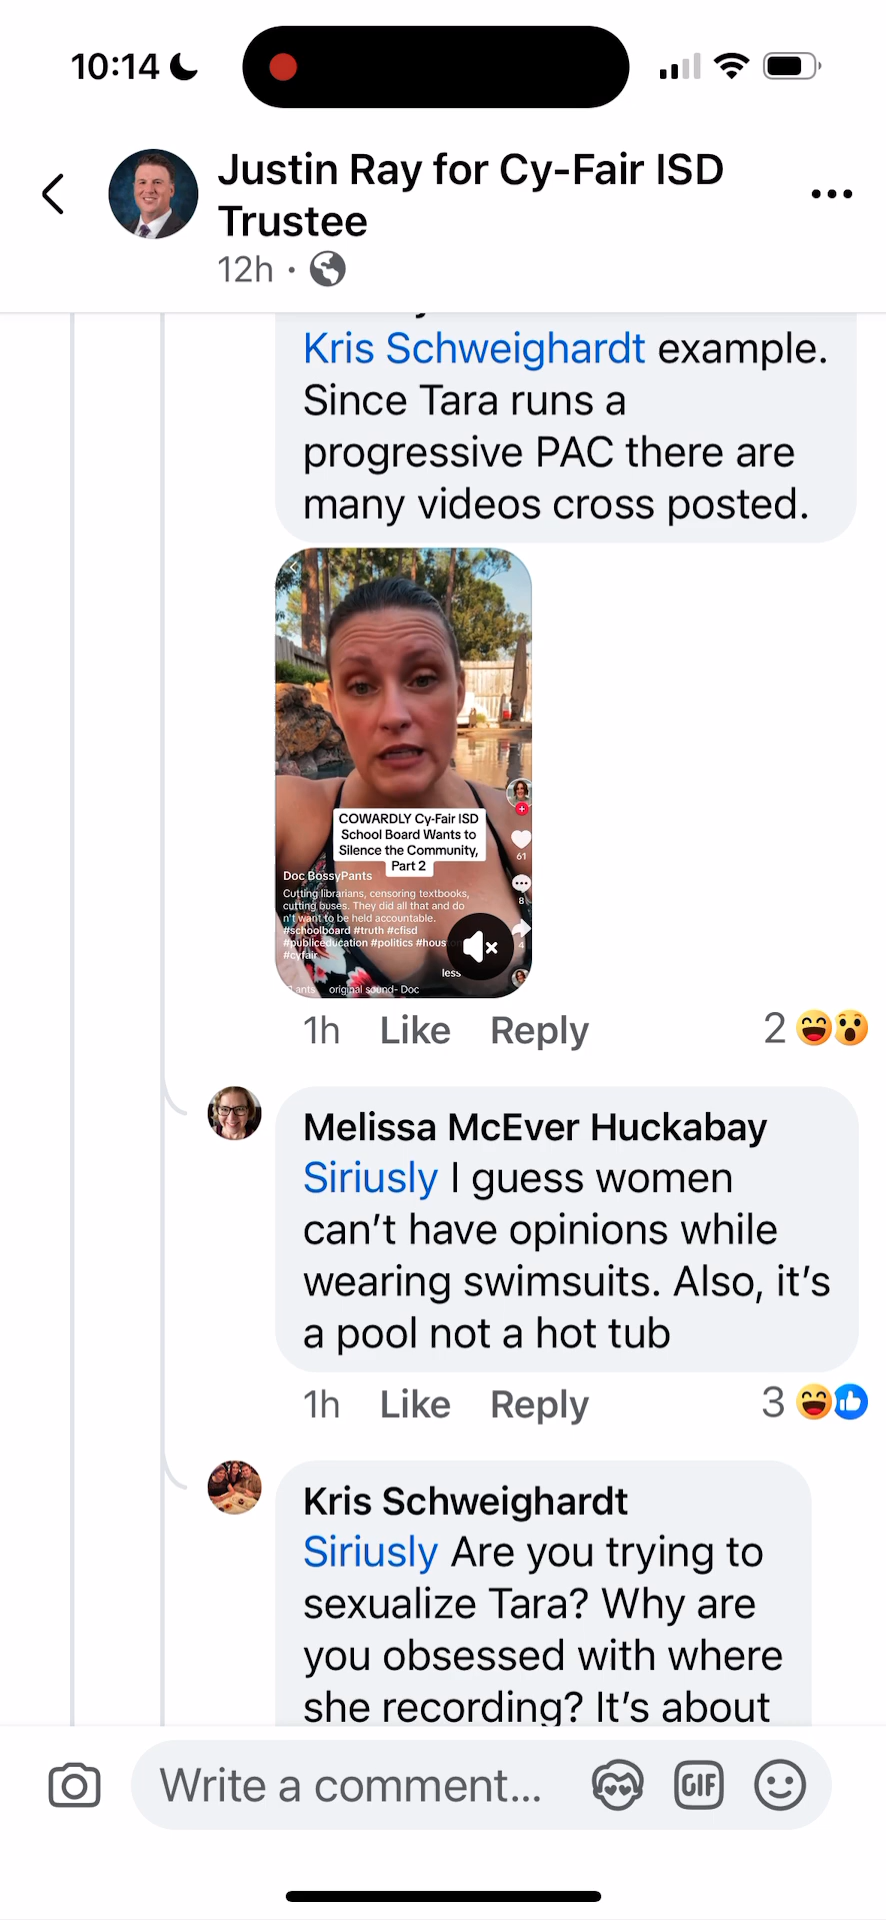 10:14
Justin Ray for Cy-Fair ISD
Trustee
12h ·
Kris Schweighardt example.
Since Tara runs a
progressive PAC there are
many videos cross posted.
COWARDLY Cy-Fair ISD
School Board Wants to
Silence the Community,
Part 2
Doc BossyPants
Cutting librarians, censoring textbooks,
cutting buses. They did all that and do
n't want to be held accountable.
#schoolboard #truth #cfisd
#publiceducation #politics #hous
#cyfair
less
original sound- Doc
61
8
4
1h Like Reply 2
Melissa McEver Huckabay
Siriusly I guess women
can't have opinions while
wearing swimsuits. Also, it's
a pool not a hot tub
1h Like Reply 3
Kris Schweighardt
Siriusly Are you trying to
sexualize Tara? Why are
you obsessed with where
she recording? It's about
Write a comment...
GIF